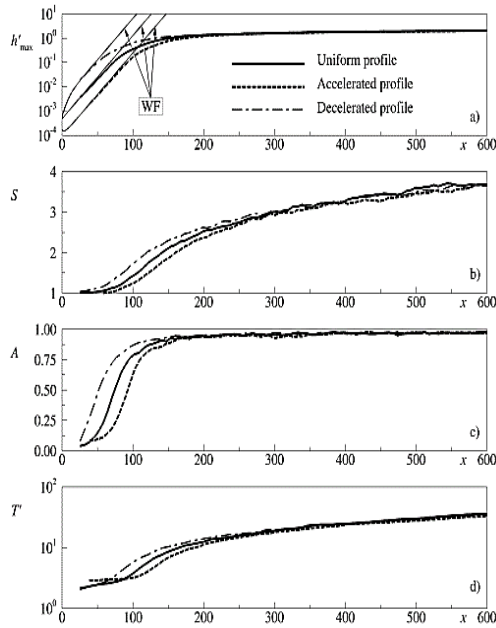 h'max
10¹
10⁰
10⁻¹
10⁻²
10⁻³
10⁻⁴
WF
Uniform profile
Accelerated profile
Decelerated profile
a)
0 100 200 300 400 500 x 600
S
4
3
2
1
b)
0 100 200 300 400 500 x 600
A
1.00
0.75
0.50
0.25
0.00
c)
0 100 200 300 400 500 x 600
T'
10²
10¹
10⁰
d)
0 100 200 300 400 500 x 600